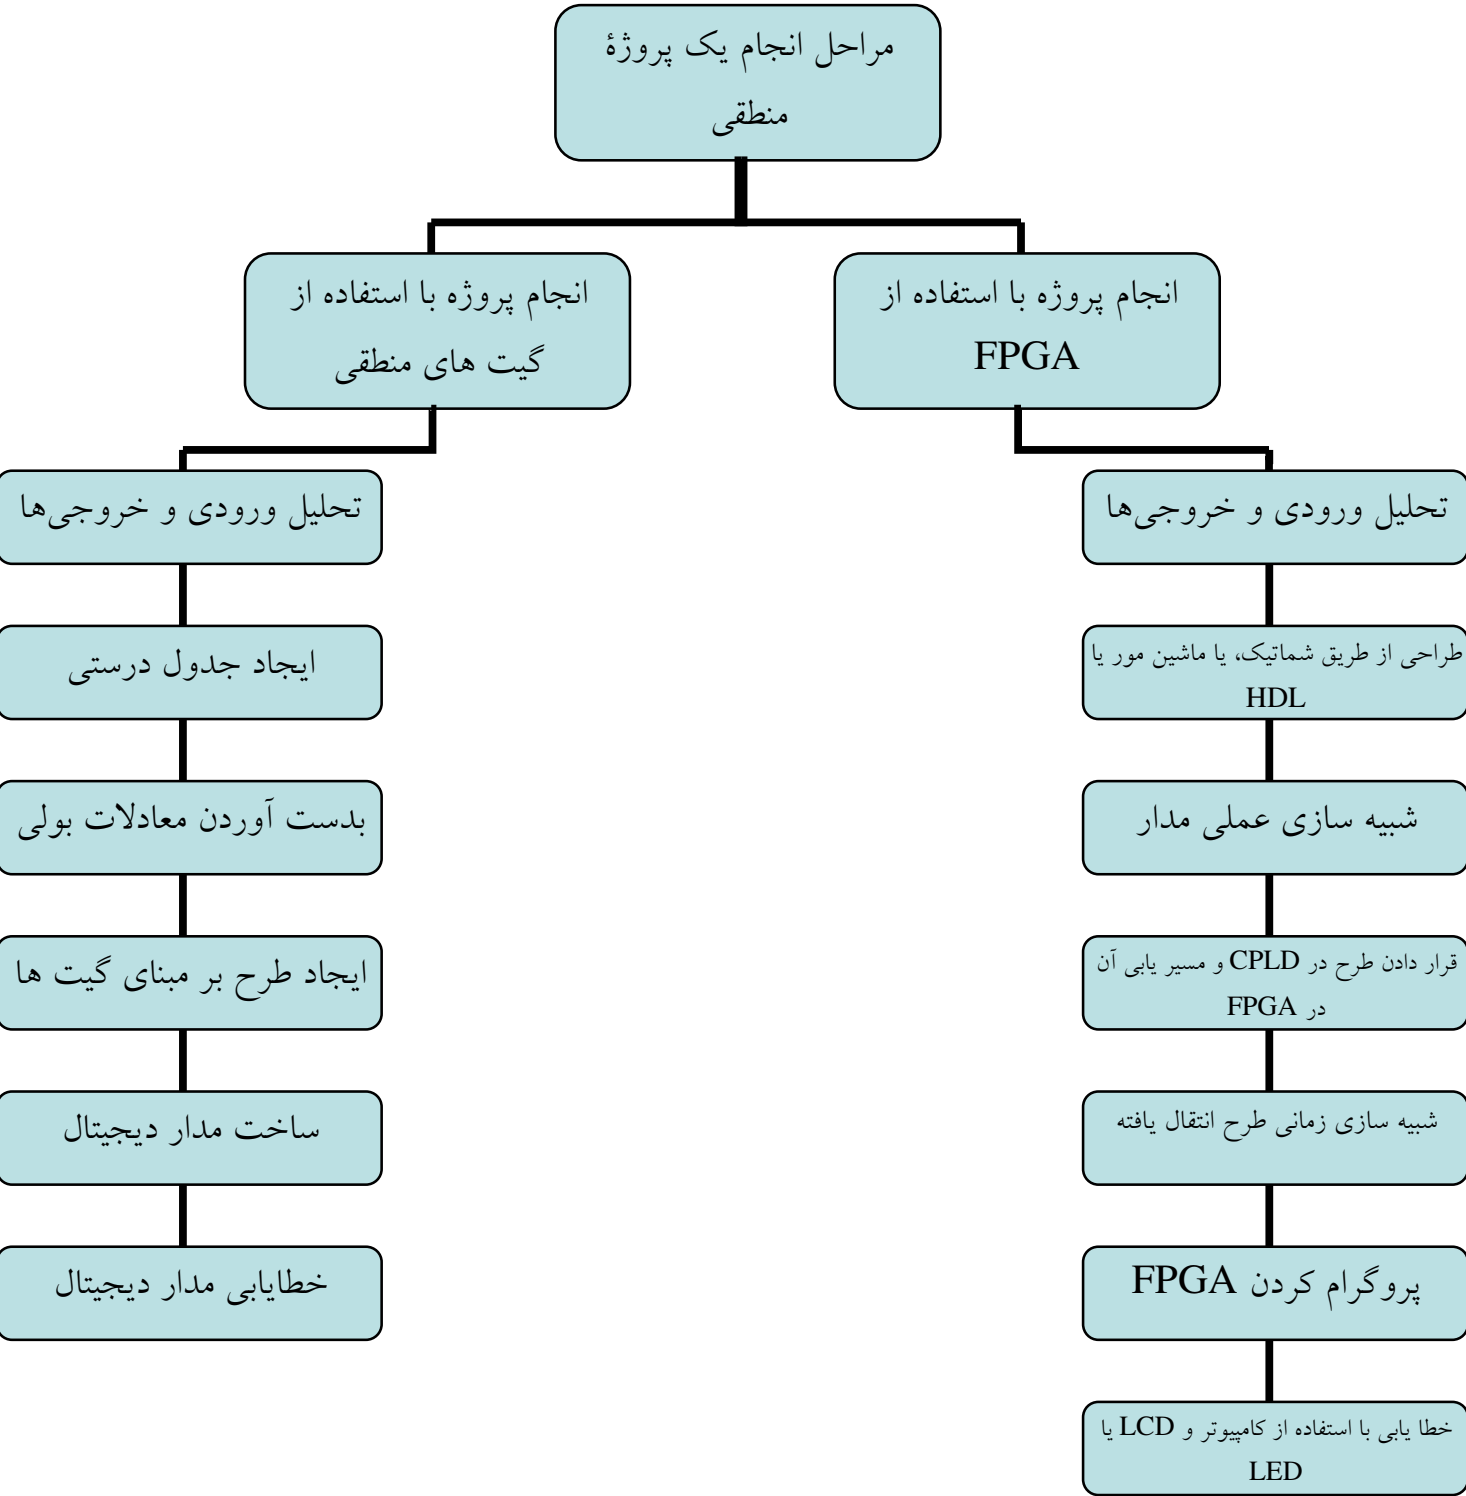 مراحل انجام یک پروژهٔ
منطقی
انجام پروژه با استفاده از
FPGA
انجام پروژه با استفاده از
گیت های منطقی
تحلیل ورودی و خروجی‌ها
طراحی از طریق شماتیک، یا ماشین مور یا
HDL
شبیه سازی عملی مدار
قرار دادن طرح در CPLD و مسیر یابی آن
در FPGA
شبیه سازی زمانی طرح انتقال یافته
پروگرام کردن FPGA
خطا یابی با استفاده از کامپیوتر و LCD یا
LED
تحلیل ورودی و خروجی‌ها
ایجاد جدول درستی
بدست آوردن معادلات بولی
ایجاد طرح بر مبنای گیت ها
ساخت مدار دیجیتال
خطایابی مدار دیجیتال